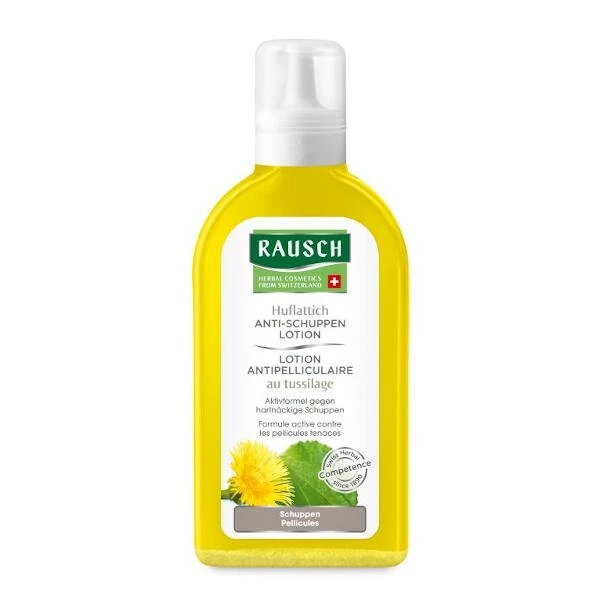 RAUSCH
HERBAL COSMETICS
FROM SWITZERLAND
Huflattich
ANTI-SCHUPPEN
LOTION
LOTION
ANTIPELLICULAIRE
au tussilage
Aktivformel gegen
hartnäckige Schuppen
Formule active contre
les pellicules tenaces
Swiss Herbal
Competence
since 1890
Schuppen
Pellicules